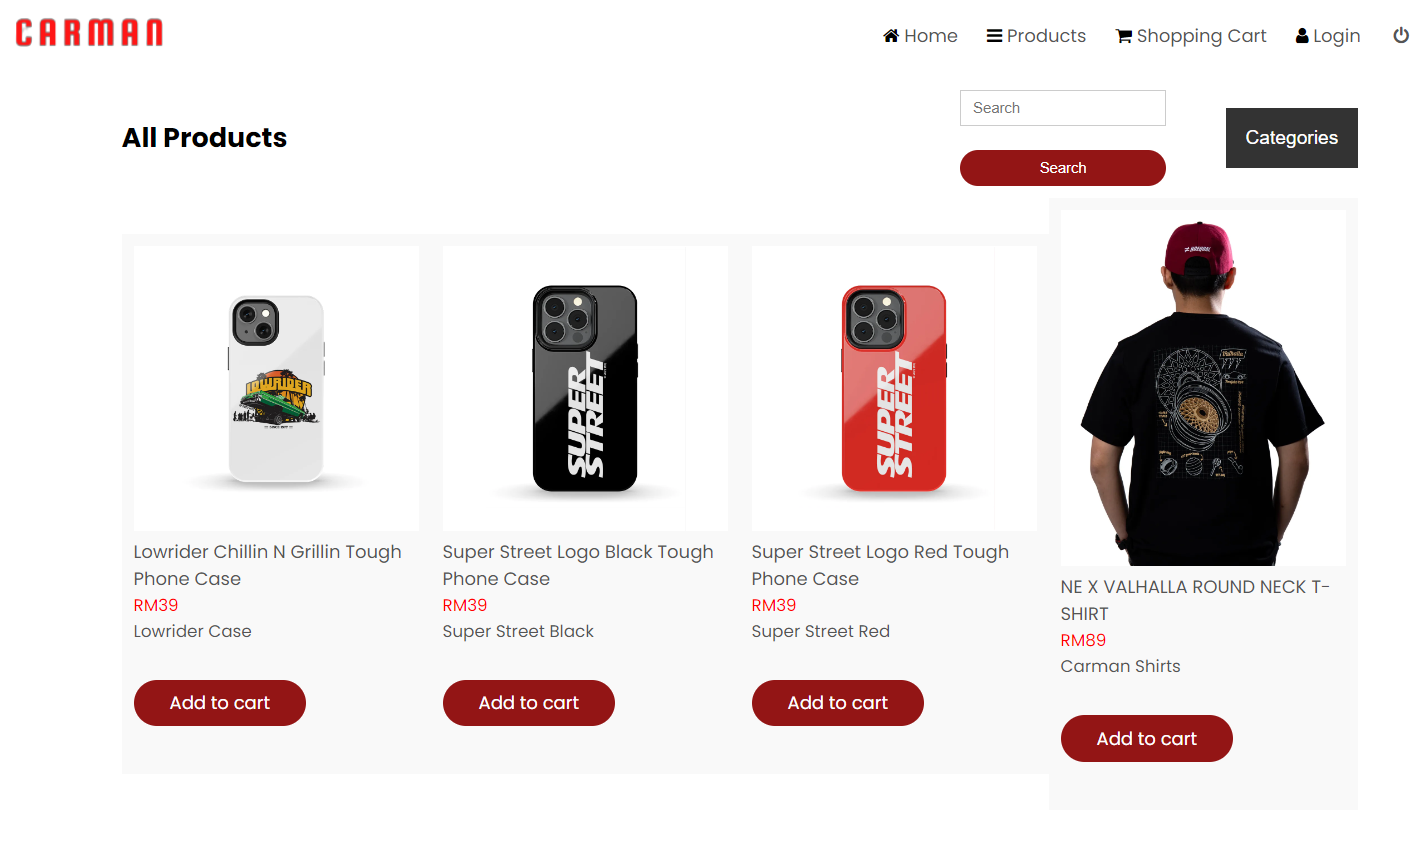 CARMAN
Home
Products
Shopping Cart
Login
All Products
Search
Search
Categories
LOWRIDER
SUPER
STREET
SUPER
STREET
Valhalla
Lowrider Chillin N Grillin Tough
Phone Case
RM39
Lowrider Case
Add to cart
Super Street Logo Black Tough
Phone Case
RM39
Super Street Black
Add to cart
Super Street Logo Red Tough
Phone Case
RM39
Super Street Red
Add to cart
NE X VALHALLA ROUND NECK T-
SHIRT
RM89
Carman Shirts
Add to cart